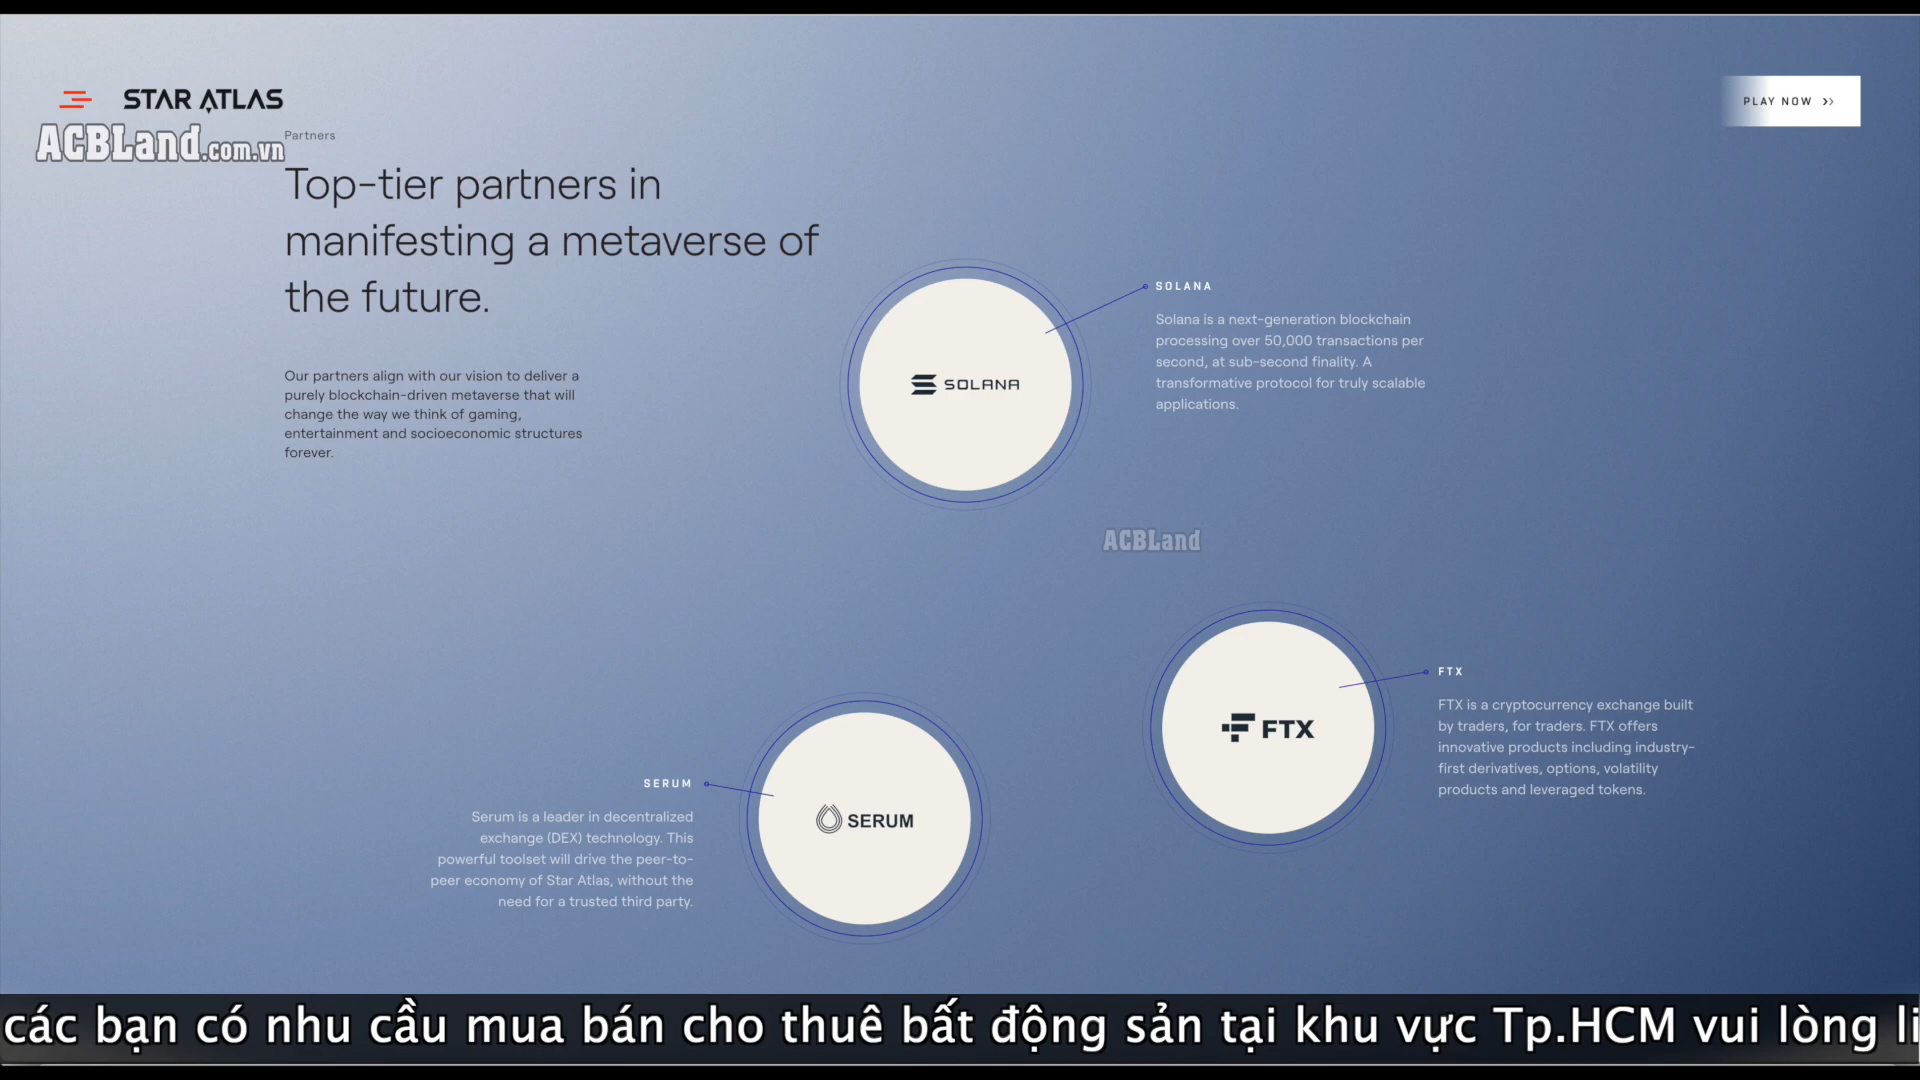 STAR ATLAS
PLAY NOW
ACBLand.com.vn
Partners
Top-tier partners in
manifesting a metaverse of
the future.
Our partners align with our vision to deliver a
purely blockchain-driven metaverse that will
change the way we think of gaming,
entertainment and socioeconomic structures
forever.
SOLANA
SOLANA
Solana is a next-generation blockchain
processing over 50,000 transactions per
second, at sub-second finality. A
transformative protocol for truly scalable
applications.
ACBLand
FTX
FTX
FTX is a cryptocurrency exchange built
by traders, for traders. FTX offers
innovative products including industry-
first derivatives, options, volatility
products and leveraged tokens.
SERUM
SERUM
Serum is a leader in decentralized
exchange (DEX) technology. This
powerful toolset will drive the peer-to-
peer economy of Star Atlas, without the
need for a trusted third party.
các bạn có nhu cầu mua bán cho thuê bất động sản tại khu vực Tp.HCM vui lòng li